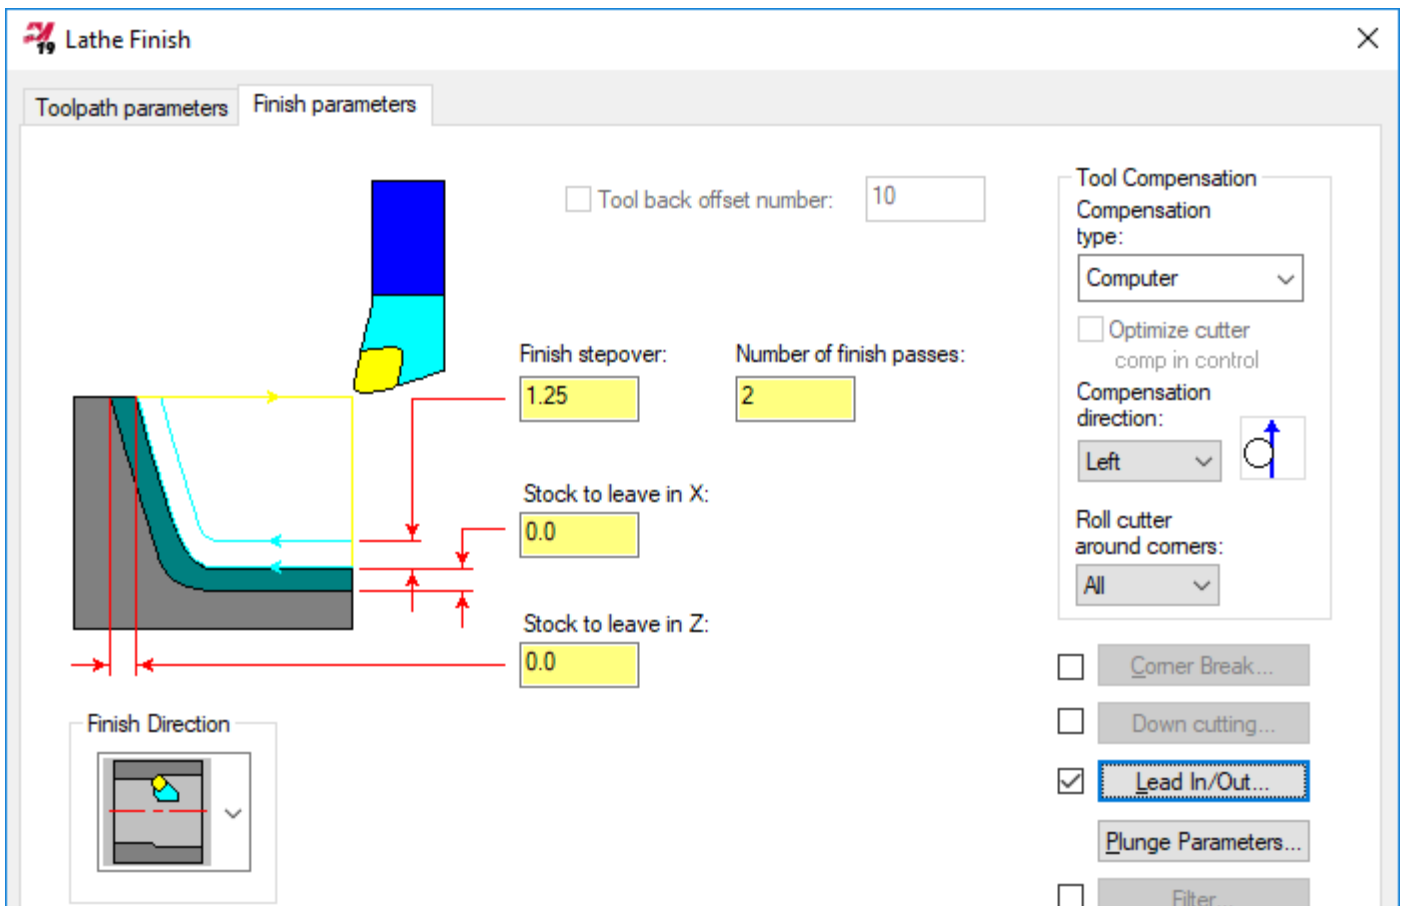 19 Lathe Finish
Toolpath parameters
Finish parameters
Tool back offset number:
10
Finish stepover:
1.25
Number of finish passes:
2
Stock to leave in X:
0.0
Stock to leave in Z:
0.0
Finish Direction
Tool Compensation
Compensation
type:
Computer
Optimize cutter
comp in control
Compensation
direction:
Left
Roll cutter
around corners:
All
Corner Break...
Down cutting...
Lead In/Out...
Plunge Parameters...
Filter...